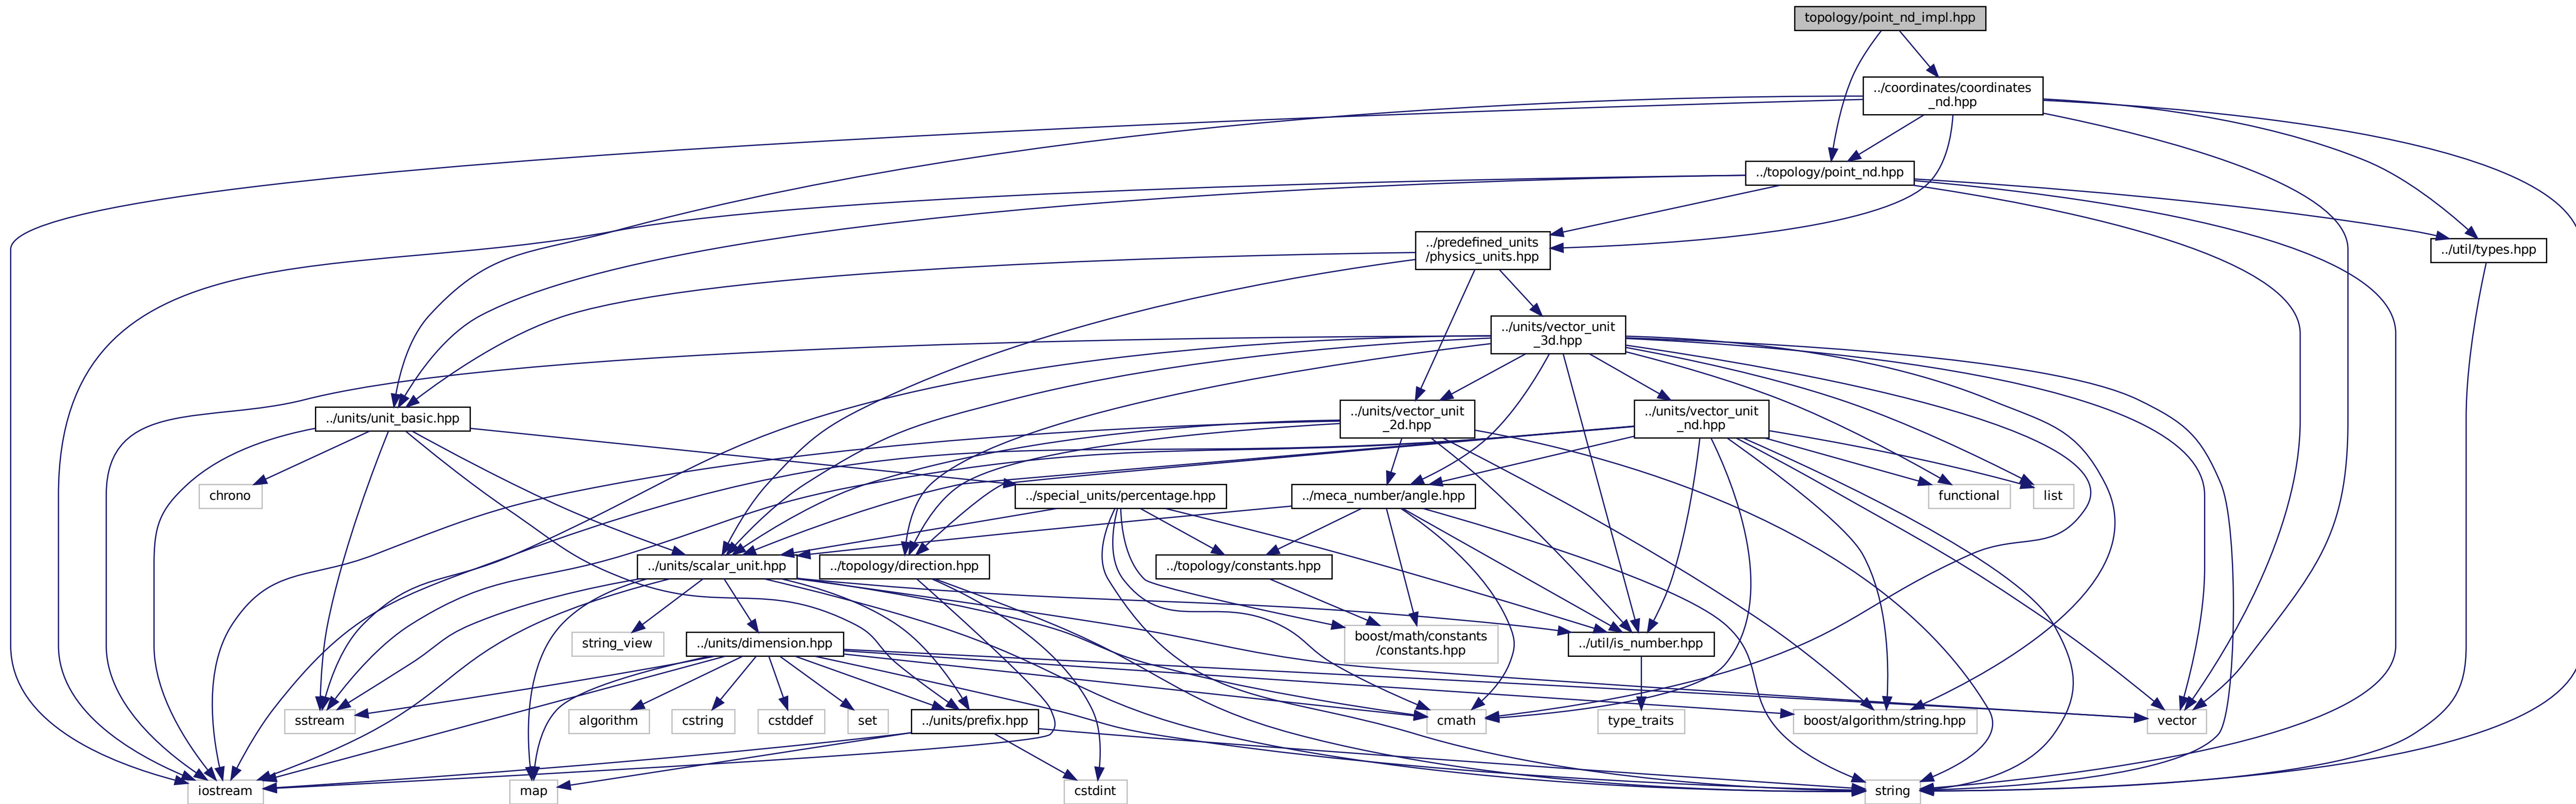 topology/point_nd_impl.hpp
../coordinates/coordinates
_nd.hpp
../topology/point_nd.hpp
../predefined_units
/physics_units.hpp
../util/types.hpp
../units/vector_unit
_3d.hpp
../units/unit_basic.hpp
../units/vector_unit
_2d.hpp
../units/vector_unit
_nd.hpp
chrono
../special_units/percentage.hpp
../meca_number/angle.hpp
functional
list
../units/scalar_unit.hpp
../topology/direction.hpp
../topology/constants.hpp
string_view
../units/dimension.hpp
boost/math/constants
/constants.hpp
../util/is_number.hpp
sstream
algorithm
cstring
cstddef
set
../units/prefix.hpp
cmath
type_traits
boost/algorithm/string.hpp
vector
iostream
map
cstdint
string